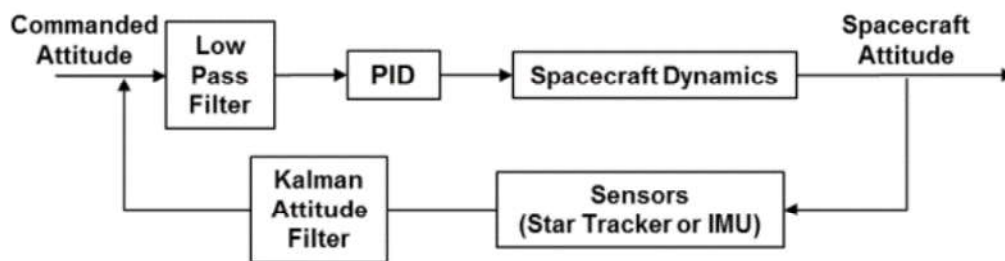 Commanded
Attitude
Low
Pass
Filter
PID
Spacecraft Dynamics
Spacecraft
Attitude
Kalman
Attitude
Filter
Sensors
(Star Tracker or IMU)